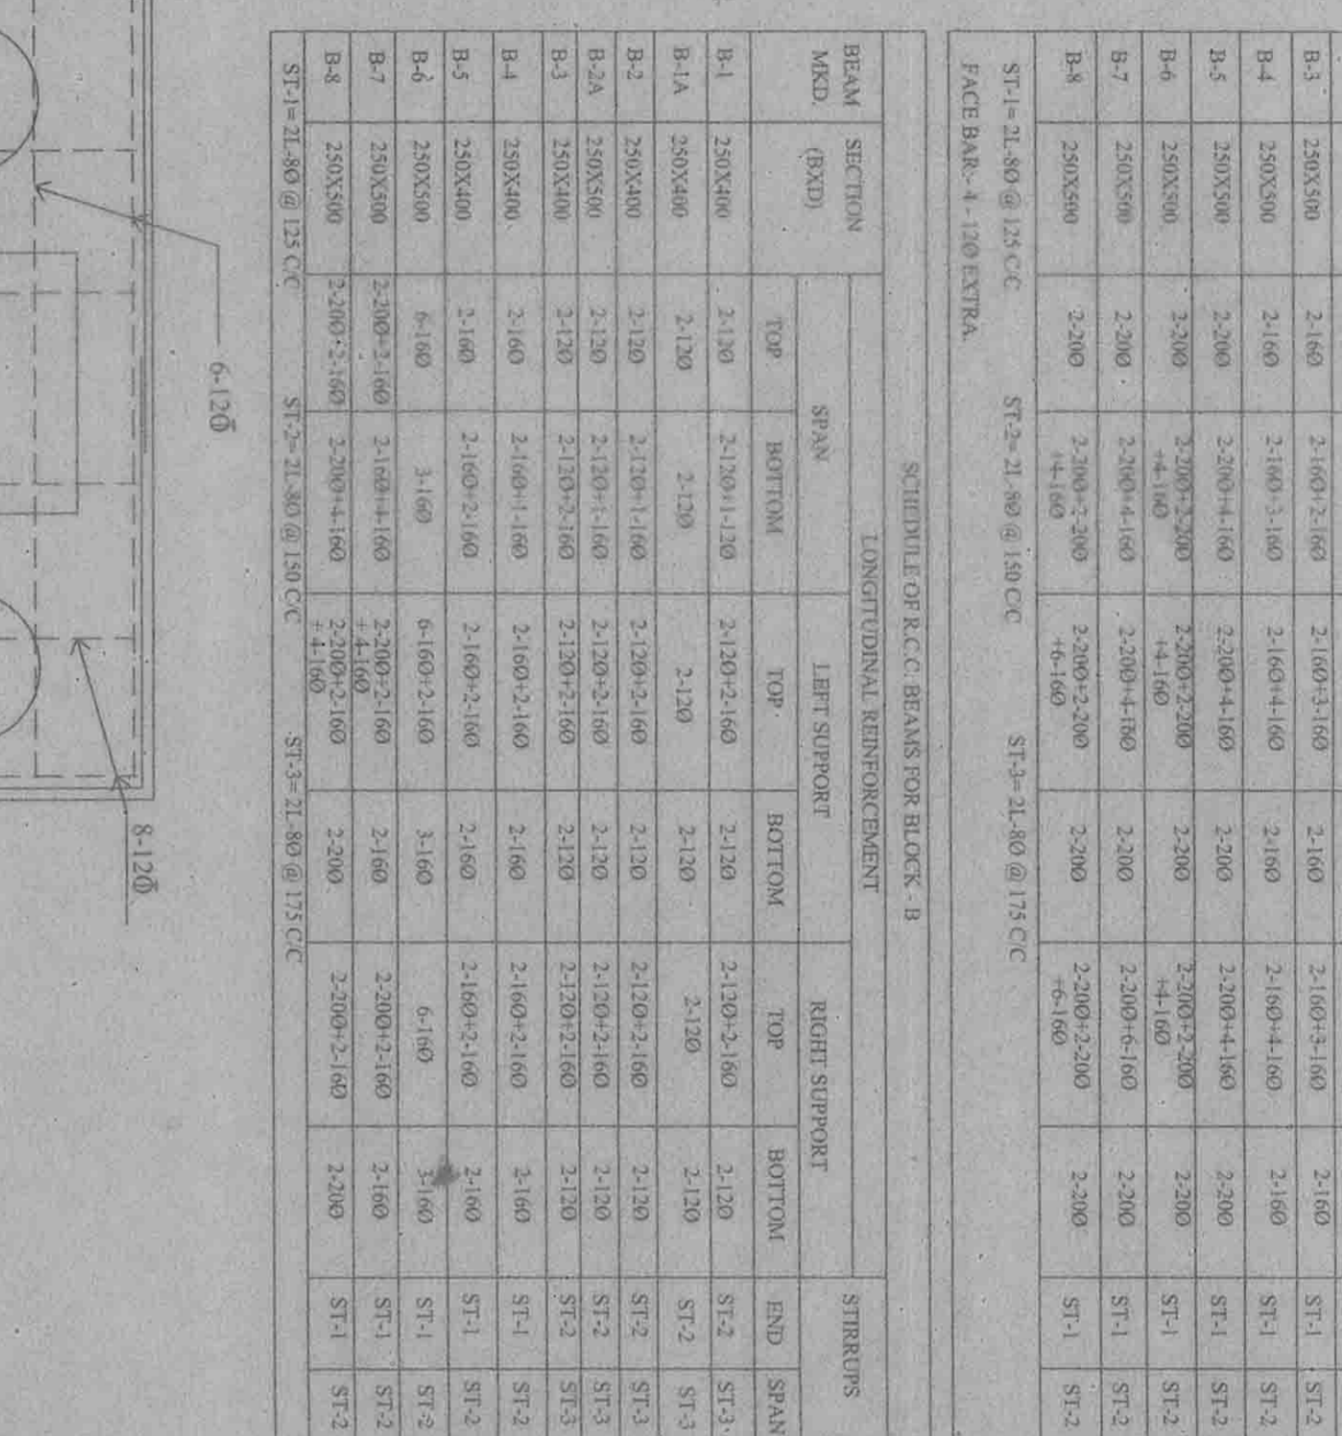 B-3 250X500 2-16Ø 2-16Ø+2-16Ø 2-16Ø+3-16Ø 2-16Ø 2-16Ø+3-16Ø 2-16Ø ST-1 ST-2
B-4 250X500 2-16Ø 2-16Ø+3-16Ø 2-16Ø+4-16Ø 2-16Ø 2-16Ø+4-16Ø 2-16Ø ST-1 ST-2
B-5 250X500 2-20Ø 2-20Ø+4-16Ø 2-20Ø+4-16Ø 2-20Ø 2-20Ø+4-16Ø 2-20Ø ST-1 ST-2
B-6 250X500 2-20Ø 2-20Ø+2-20Ø 2-20Ø+2-20Ø 2-20Ø 2-20Ø+2-20Ø 2-20Ø ST-1 ST-2
+4-16Ø +4-16Ø +4-16Ø
B-7 250X500 2-20Ø 2-20Ø+4-16Ø 2-20Ø+4-16Ø 2-20Ø 2-20Ø+6-16Ø 2-20Ø ST-1 ST-2
B-8 250X500 2-20Ø 2-20Ø+2-20Ø 2-20Ø+2-20Ø 2-20Ø 2-20Ø+2-20Ø 2-20Ø ST-1 ST-2
+4-16Ø +6-16Ø +6-16Ø
ST-1= 2L-8Ø @ 125 C/C ST-2= 2L-8Ø @ 150 C/C ST-3= 2L-8Ø @ 175 C/C
FACE BAR:- 4 - 12Ø EXTRA.
SCHEDULE OF R.C.C. BEAMS FOR BLOCK - B
BEAM SECTION LONGITUDINAL REINFORCEMENT STIRRUPS
MKD. (BXD) SPAN LEFT SUPPORT RIGHT SUPPORT
TOP BOTTOM TOP BOTTOM TOP BOTTOM END SPAN
B-1 250X400 2-12Ø 2-12Ø+1-12Ø 2-12Ø+2-16Ø 2-12Ø 2-12Ø+2-16Ø 2-12Ø ST-2 ST-3
B-1A 250X400 2-12Ø 2-12Ø 2-12Ø 2-12Ø 2-12Ø 2-12Ø ST-2 ST-3
B-2 250X400 2-12Ø 2-12Ø+1-16Ø 2-12Ø+2-16Ø 2-12Ø 2-12Ø+2-16Ø 2-12Ø ST-2 ST-3
B-2A 250X500 2-12Ø 2-12Ø+1-16Ø 2-12Ø+2-16Ø 2-12Ø 2-12Ø+2-16Ø 2-12Ø ST-2 ST-3
B-3 250X400 2-12Ø 2-12Ø+2-16Ø 2-12Ø+2-16Ø 2-12Ø 2-12Ø+2-16Ø 2-12Ø ST-2 ST-3
B-4 250X400 2-16Ø 2-16Ø+1-16Ø 2-16Ø+2-16Ø 2-16Ø 2-16Ø+2-16Ø 2-16Ø ST-1 ST-2
B-5 250X400 2-16Ø 2-16Ø+2-16Ø 2-16Ø+2-16Ø 2-16Ø 2-16Ø+2-16Ø 2-16Ø ST-1 ST-2
B-6 250X500 6-16Ø 3-16Ø 6-16Ø+2-16Ø 3-16Ø 6-16Ø 3-16Ø ST-1 ST-2
B-7 250X500 2-20Ø+2-16Ø 2-16Ø+4-16Ø 2-20Ø+2-16Ø 2-16Ø 2-20Ø+2-16Ø 2-16Ø ST-1 ST-2
+4-16Ø
B-8 250X500 2-20Ø+2-16Ø 2-20Ø+4-16Ø 2-20Ø+2-16Ø 2-20Ø 2-20Ø+2-16Ø 2-20Ø ST-1 ST-2
+4-16Ø
ST-1= 2L-8Ø @ 125 C/C ST-2= 2L-8Ø @ 150 C/C ST-3= 2L-8Ø @ 175 C/C
6-12Ø
8-12Ø